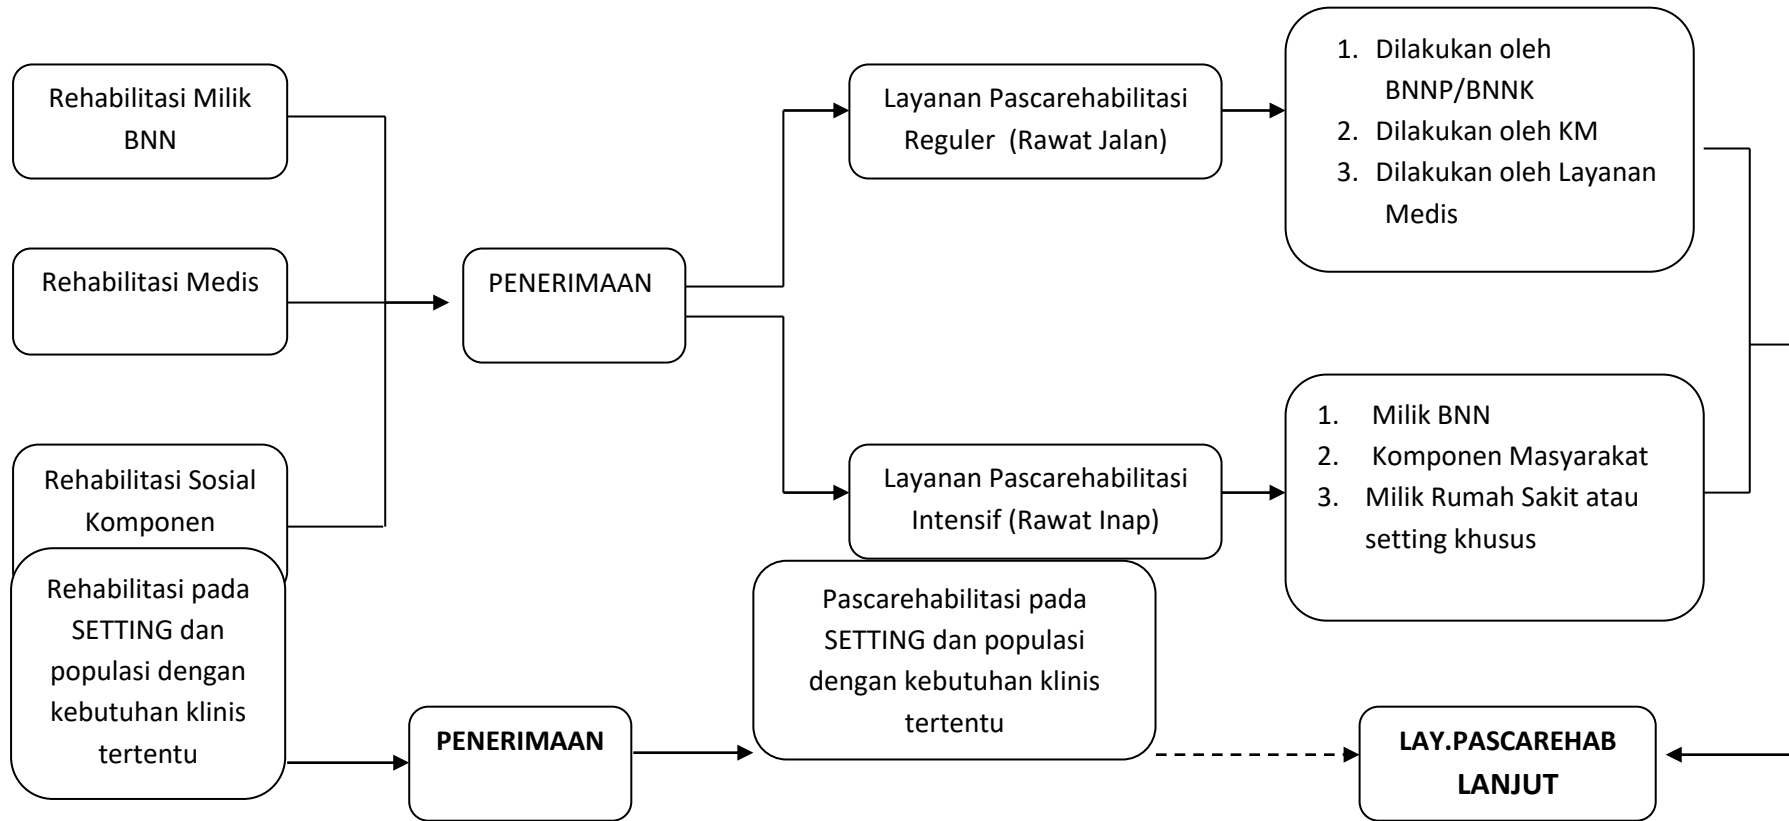 Rehabilitasi Milik
BNN
Rehabilitasi Medis
Rehabilitasi Sosial
Komponen
Rehabilitasi pada
SETTING dan
populasi dengan
kebutuhan klinis
tertentu
PENERIMAAN
PENERIMAAN
Layanan Pascarehabilitasi
Reguler (Rawat Jalan)
Layanan Pascarehabilitasi
Intensif (Rawat Inap)
Pascarehabilitasi pada
SETTING dan populasi
dengan kebutuhan klinis
tertentu
1. Dilakukan oleh
BNNP/BNNK
2. Dilakukan oleh KM
3. Dilakukan oleh Layanan
Medis
1. Milik BNN
2. Komponen Masyarakat
3. Milik Rumah Sakit atau
setting khusus
LAY.PASCAREHAB
LANJUT